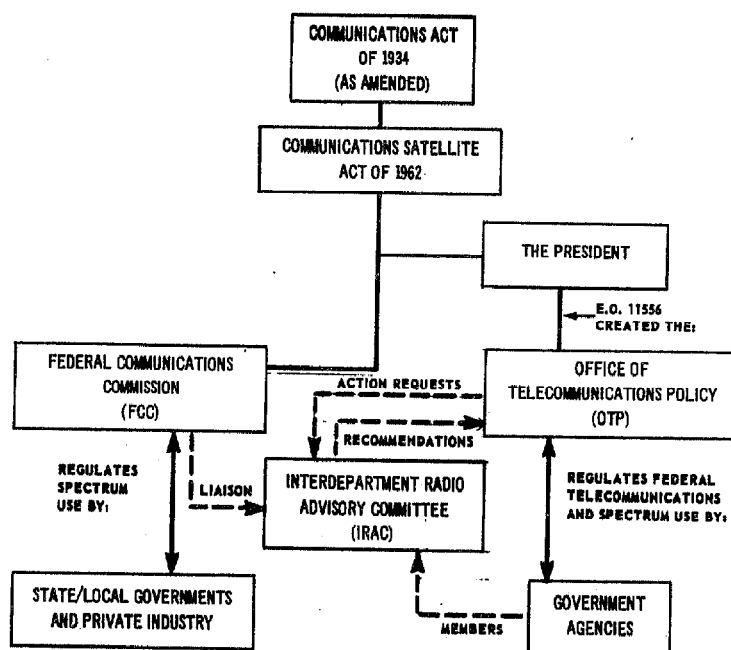 COMMUNICATIONS ACT
OF 1934
(AS AMENDED)
COMMUNICATIONS SATELLITE
ACT OF 1962
THE PRESIDENT
E.O. 11556
CREATED THE:
FEDERAL COMMUNICATIONS
COMMISSION
(FCC)
OFFICE OF
TELECOMMUNICATIONS POLICY
(OTP)
ACTION REQUESTS
RECOMMENDATIONS
REGULATES
SPECTRUM
USE BY:
LIAISON
INTERDEPARTMENT RADIO
ADVISORY COMMITTEE
(IRAC)
REGULATES FEDERAL
TELECOMMUNICATIONS
AND SPECTRUM USE BY:
STATE/LOCAL GOVERNMENTS
AND PRIVATE INDUSTRY
MEMBERS
GOVERNMENT
AGENCIES